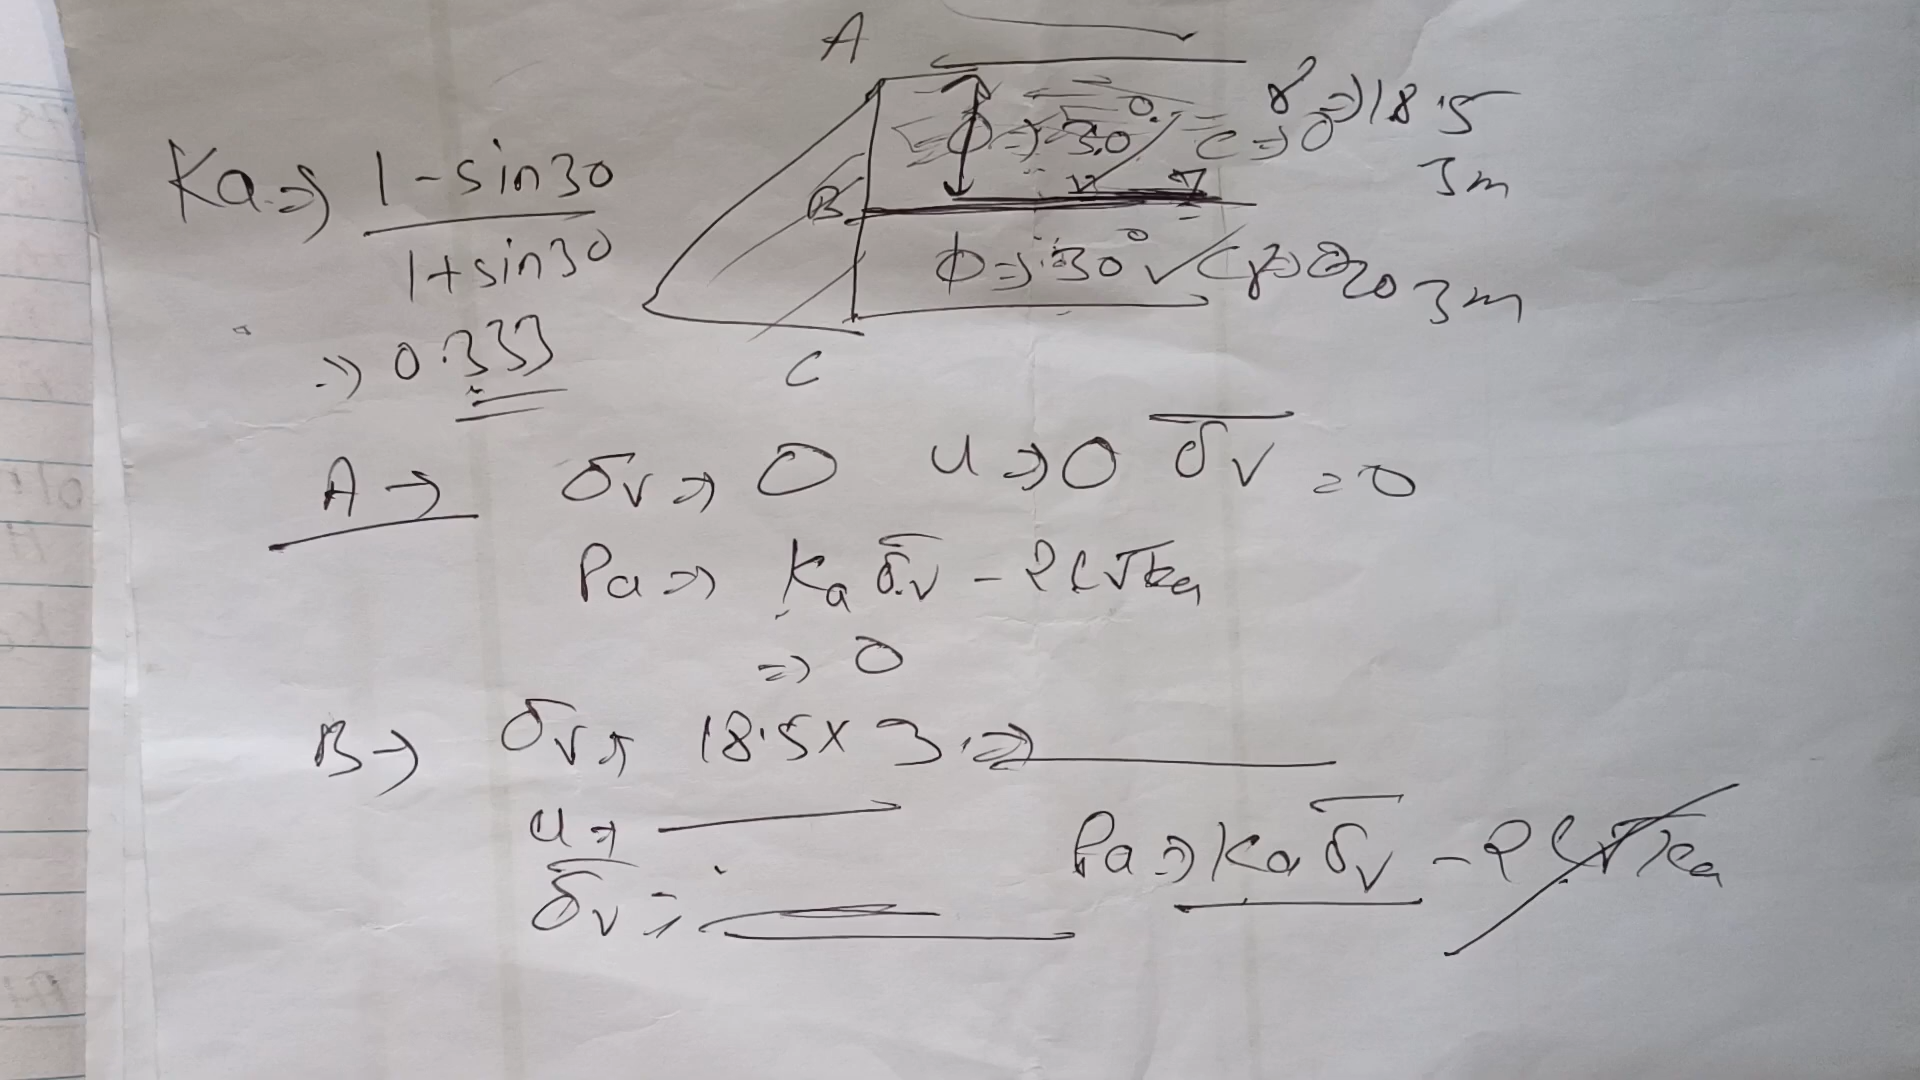 A
γ ⇒ 18.5
Ka ⇒ 1 - sin30
1 + sin30
⇒ 0.333
φ ⇒ 30° c ⇒ 0
3m
B
φ ⇒ 30° 20 3m
C
A → σv ⇒ 0 u ⇒ 0 σ̅v = 0
Pa ⇒ Ka σ̅v - 2c√ka
⇒ 0
B → σv ⇒ 18.5 × 3 ⇒
u ⇒
σ̅v ⇒
Pa ⇒ Ka σ̅v - 2c√ka